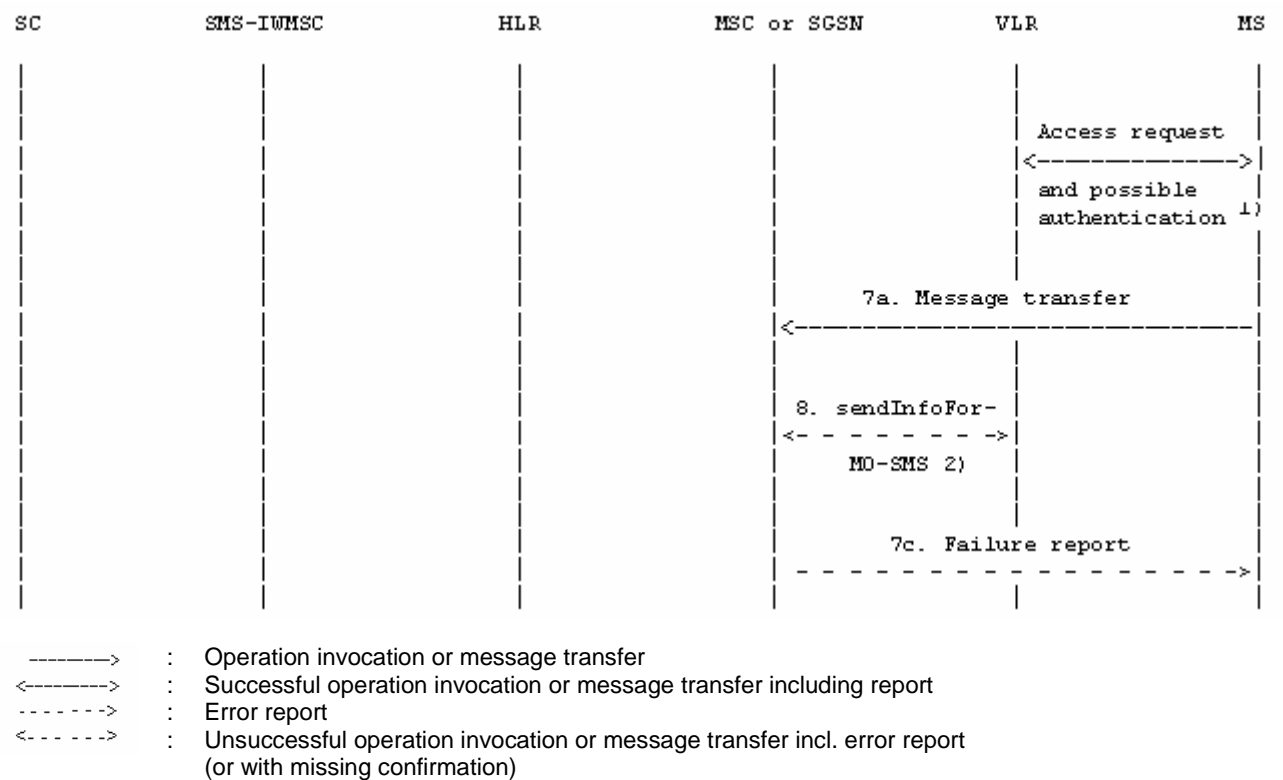 SC SMS-IWMSC HLR MSC or SGSN VLR MS
Access request
and possible
authentication 1)
7a. Message transfer
8. sendInfoFor-
MO-SMS 2)
7c. Failure report
: Operation invocation or message transfer
: Successful operation invocation or message transfer including report
: Error report
: Unsuccessful operation invocation or message transfer incl. error report
(or with missing confirmation)